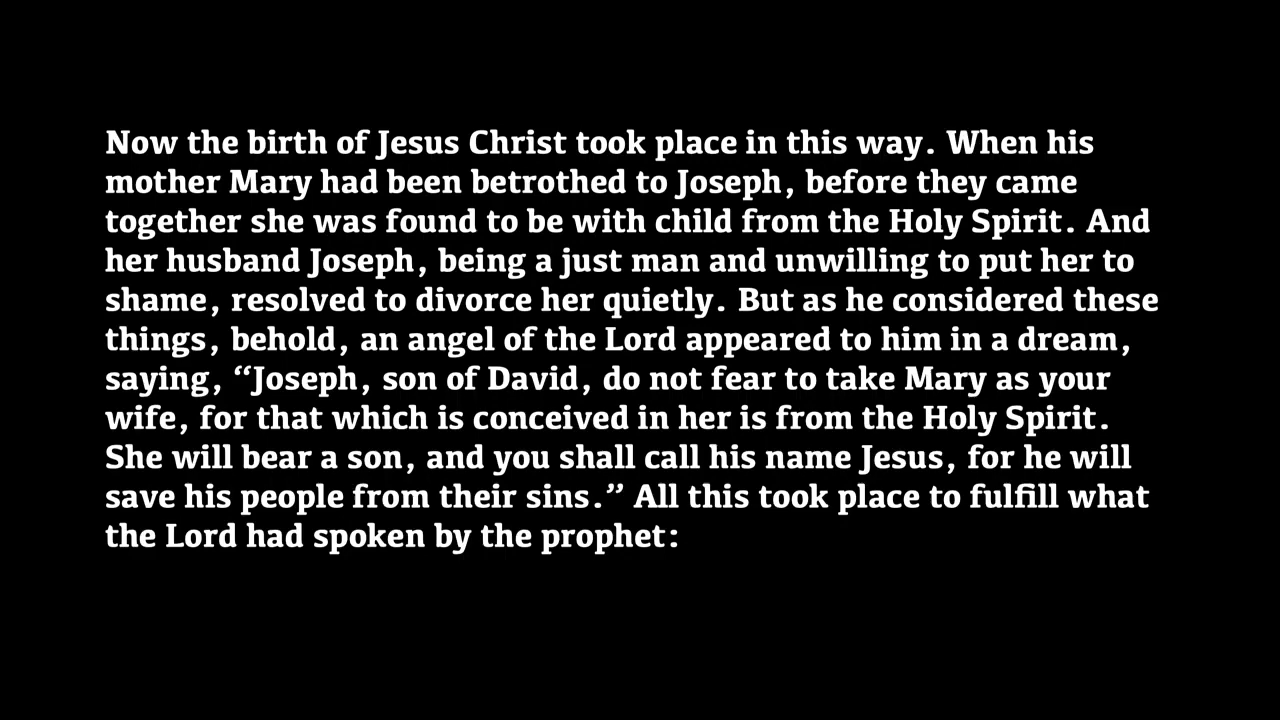 Now the birth of Jesus Christ took place in this way. When his
mother Mary had been betrothed to Joseph, before they came
together she was found to be with child from the Holy Spirit. And
her husband Joseph, being a just man and unwilling to put her to
shame, resolved to divorce her quietly. But as he considered these
things, behold, an angel of the Lord appeared to him in a dream,
saying, “Joseph, son of David, do not fear to take Mary as your
wife, for that which is conceived in her is from the Holy Spirit.
She will bear a son, and you shall call his name Jesus, for he will
save his people from their sins.” All this took place to fulfill what
the Lord had spoken by the prophet: